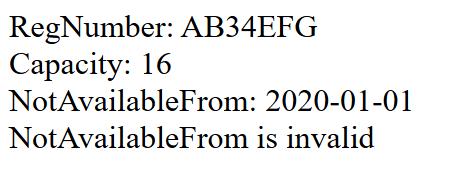 RegNumber: AB34EFG
Capacity: 16
NotAvailableFrom: 2020-01-01
NotAvailableFrom is invalid